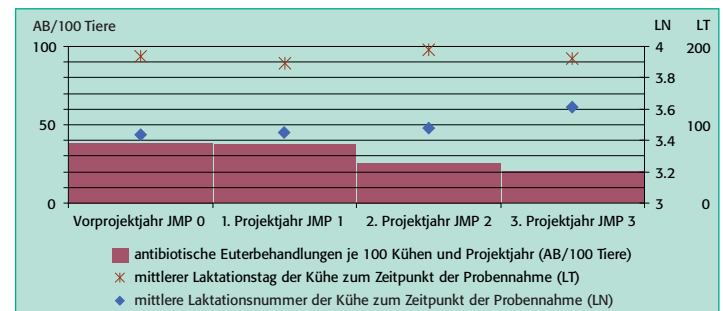 AB/100 Tiere LN LT
100 4 200
3.8
3.6
50 100
3.4
3.2
0 3 0
Vorprojektjahr JMP 0 1. Projektjahr JMP 1 2. Projektjahr JMP 2 3. Projektjahr JMP 3
antibiotische Euterbehandlungen je 100 Kühen und Projektjahr (AB/100 Tiere)
mittlerer Laktationstag der Kühe zum Zeitpunkt der Probennahme (LT)
mittlere Laktationsnummer der Kühe zum Zeitpunkt der Probennahme (LN)